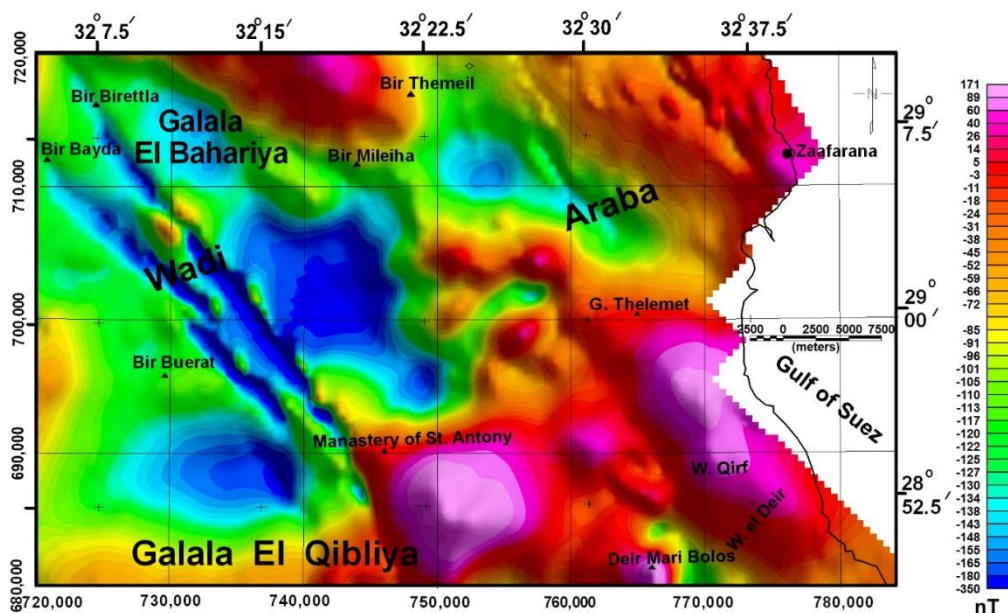 32° 7.5′ 32° 15′ 32° 22.5′ 32° 30′ 32° 37.5′
720,000
710,000
700,000
690,000
680,000
Bir Themeil
Bir Birettla
Galala
El Bahariya
Bir Bayda
Bir Mileiha
N
Zaafarana
29° 7.5′
Araba
Wadi
G. Thelemet
29° 00′
2500 0 2500 5000 7500
(meters)
Bir Buerat
Gulf of Suez
Manastery of St. Antony
W. Qirf
28° 52.5′
W. el Deir
Galala El Qibliya
Deir Mari Bolos
720,000 730,000 740,000 750,000 760,000 770,000 780,000
171
89
60
40
26
14
5
-3
-11
-18
-24
-31
-38
-45
-52
-59
-66
-72
-78
-85
-91
-96
-101
-105
-109
-113
-117
-120
-122
-125
-127
-130
-134
-138
-143
-148
-155
-165
-180
-350
nT